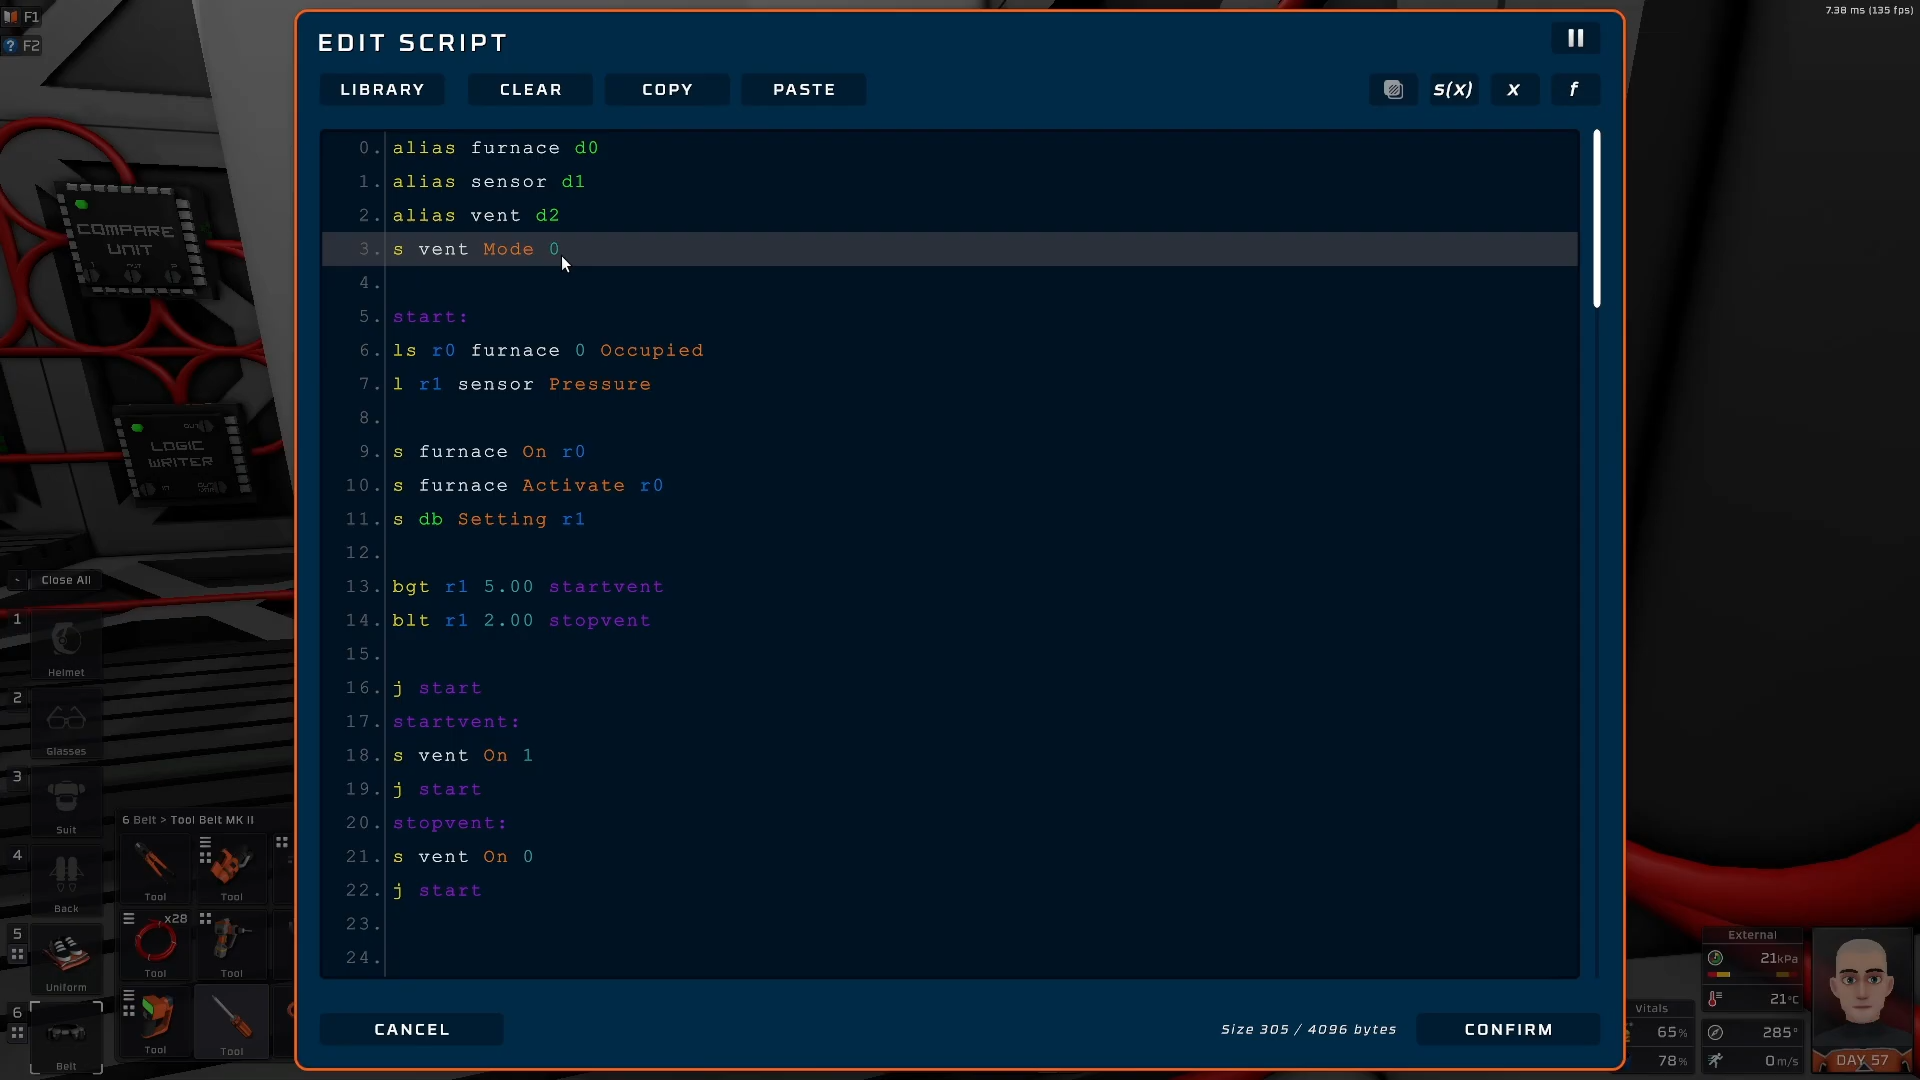 F1
7.38 ms (135 fps)
? F2
EDIT SCRIPT
LIBRARY CLEAR COPY PASTE
s(x) x f
0. alias furnace d0
1. alias sensor d1
2. alias vent d2
3. s vent Mode 0
4.
5. start:
6. ls r0 furnace 0 Occupied
7. l r1 sensor Pressure
8.
9. s furnace On r0
10. s furnace Activate r0
11. s db Setting r1
12.
13. bgt r1 5.00 startvent
14. blt r1 2.00 stopvent
15.
16. j start
17. startvent:
18. s vent On 1
19. j start
20. stopvent:
21. s vent On 0
22. j start
23.
24.
CANCEL
Size 305 / 4096 bytes
CONFIRM
COMPARE
UNIT
LOGIC
WRITER
~ Close All
1
Helmet
2
Glasses
3
Suit
4
Back
5
Uniform
6
Belt
6 Belt > Tool Belt MK II
Tool Tool
x28
Tool Tool
Tool Tool
External
21kPa
21°C
Vitals
65%
285°
78%
0m/s
DAY 57